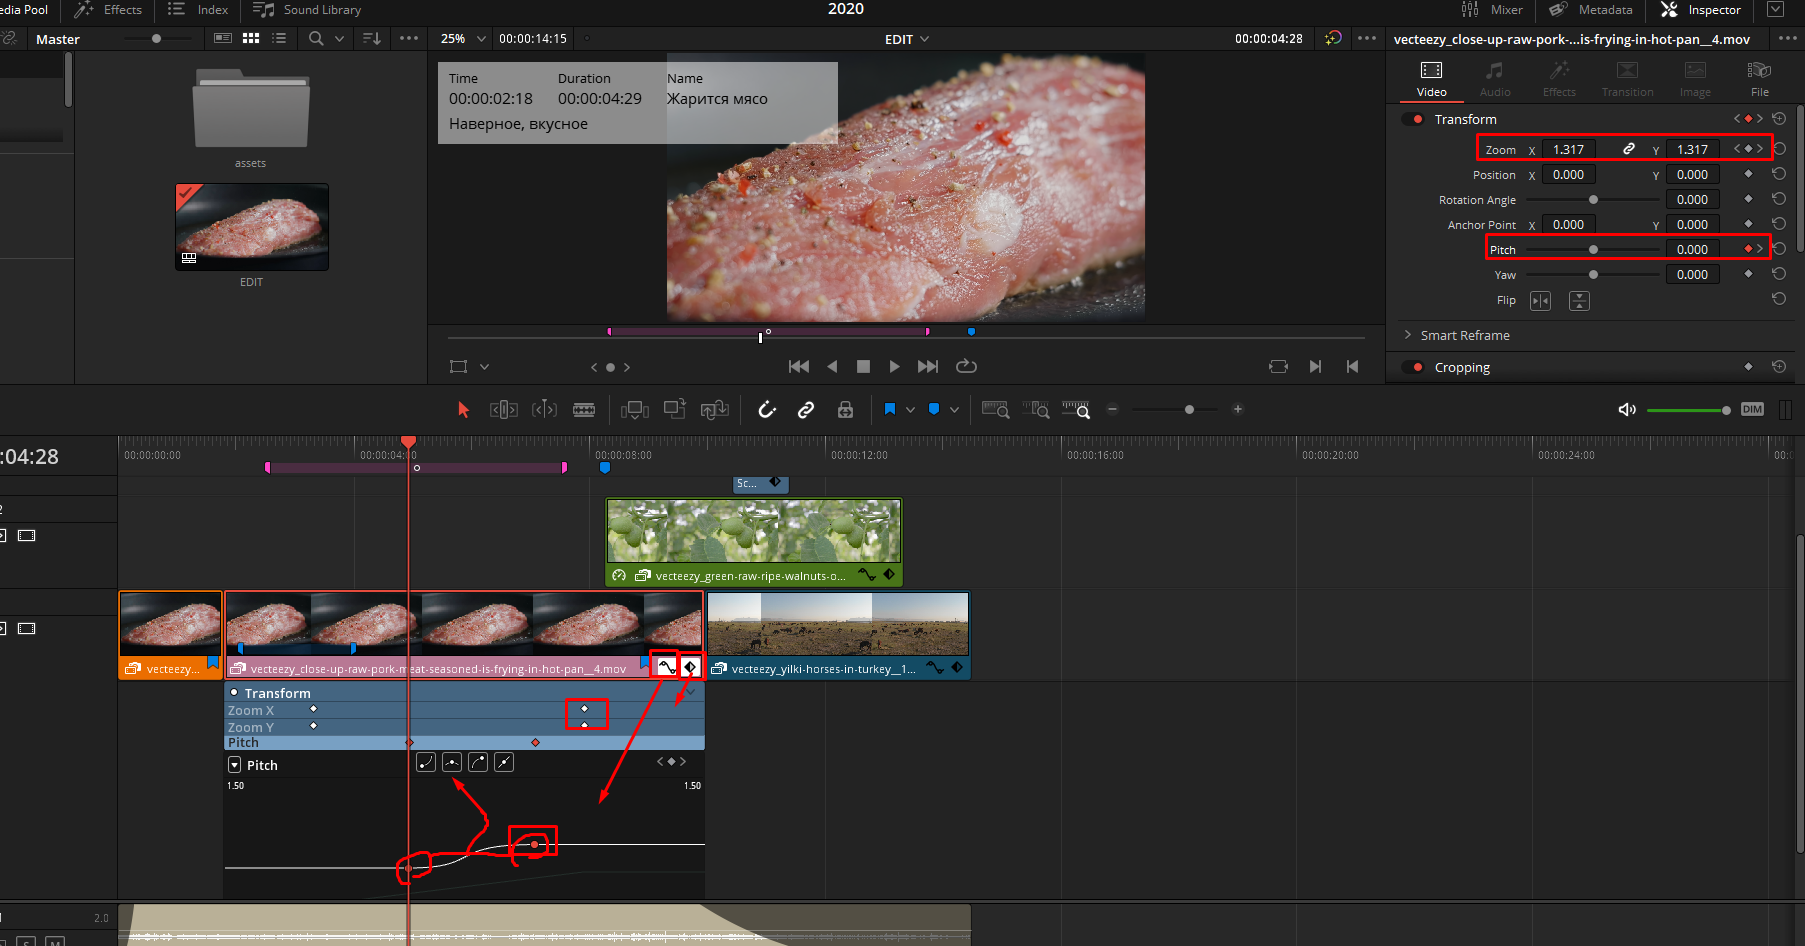 edia Pool
Effects
Index
Sound Library
2020
Mixer
Metadata
Inspector
Master
25%
00:00:14:15
EDIT
00:00:04:28
vecteezy_close-up-raw-pork-...is-frying-in-hot-pan__4.mov
Time Duration Name
00:00:02:18 00:00:04:29 Жарится мясо
Наверное, вкусное
assets
EDIT
Video
Audio
Effects
Transition
Image
File
Transform
Zoom X 1.317 Y 1.317
Position X 0.000 Y 0.000
Rotation Angle 0.000
Anchor Point X 0.000 Y 0.000
Pitch 0.000
Yaw 0.000
Flip
Smart Reframe
Cropping
DIM
:04:28
00:00:00:00
00:00:04:00
00:00:08:00
00:00:12:00
00:00:16:00
00:00:20:00
00:00:24:00
00:0
Sc...
2
vecteezy_green-raw-ripe-walnuts-o...
vecteezy...
vecteezy_close-up-raw-pork-meat-seasoned-is-frying-in-hot-pan__4.mov
vecteezy_yilki-horses-in-turkey__1...
Transform
Zoom X
Zoom Y
Pitch
Pitch
1.50
1.50
2.0
S M